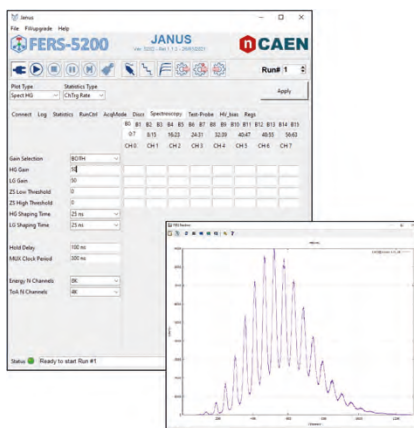 Janus
File FWupgrade Help
FERS-5200
JANUS
CAEN
Run# 1
Plot Type
Statistics Type
Spect HG
ChTrg Rate
Apply
Connect Log Statistics RunCtrl AcqMode Discr Spectroscopy Test-Probe HV_bias Regs
B0 B1 B2 B3 B4 B5 B6 B7 B8 B9 B10 B11 B12 B13 B14 B15
0:7 8:15 16:23 24:31 32:39 40:47 48:55 56:63
CH 0 CH 1 CH 2 CH 3 CH 4 CH 5 CH 6 CH 7
Gain Selection
BOTH
HG Gain
LG Gain
50
ZS Low Threshold
0
ZS High Threshold
0
HG Shaping Time
25 ns
LG Shaping Time
25 ns
Hold Delay
100 ns
MUX Clock Period
300 ns
Energy N Channels
8K
ToA N Channels
4K
Status
Ready to start Run #1